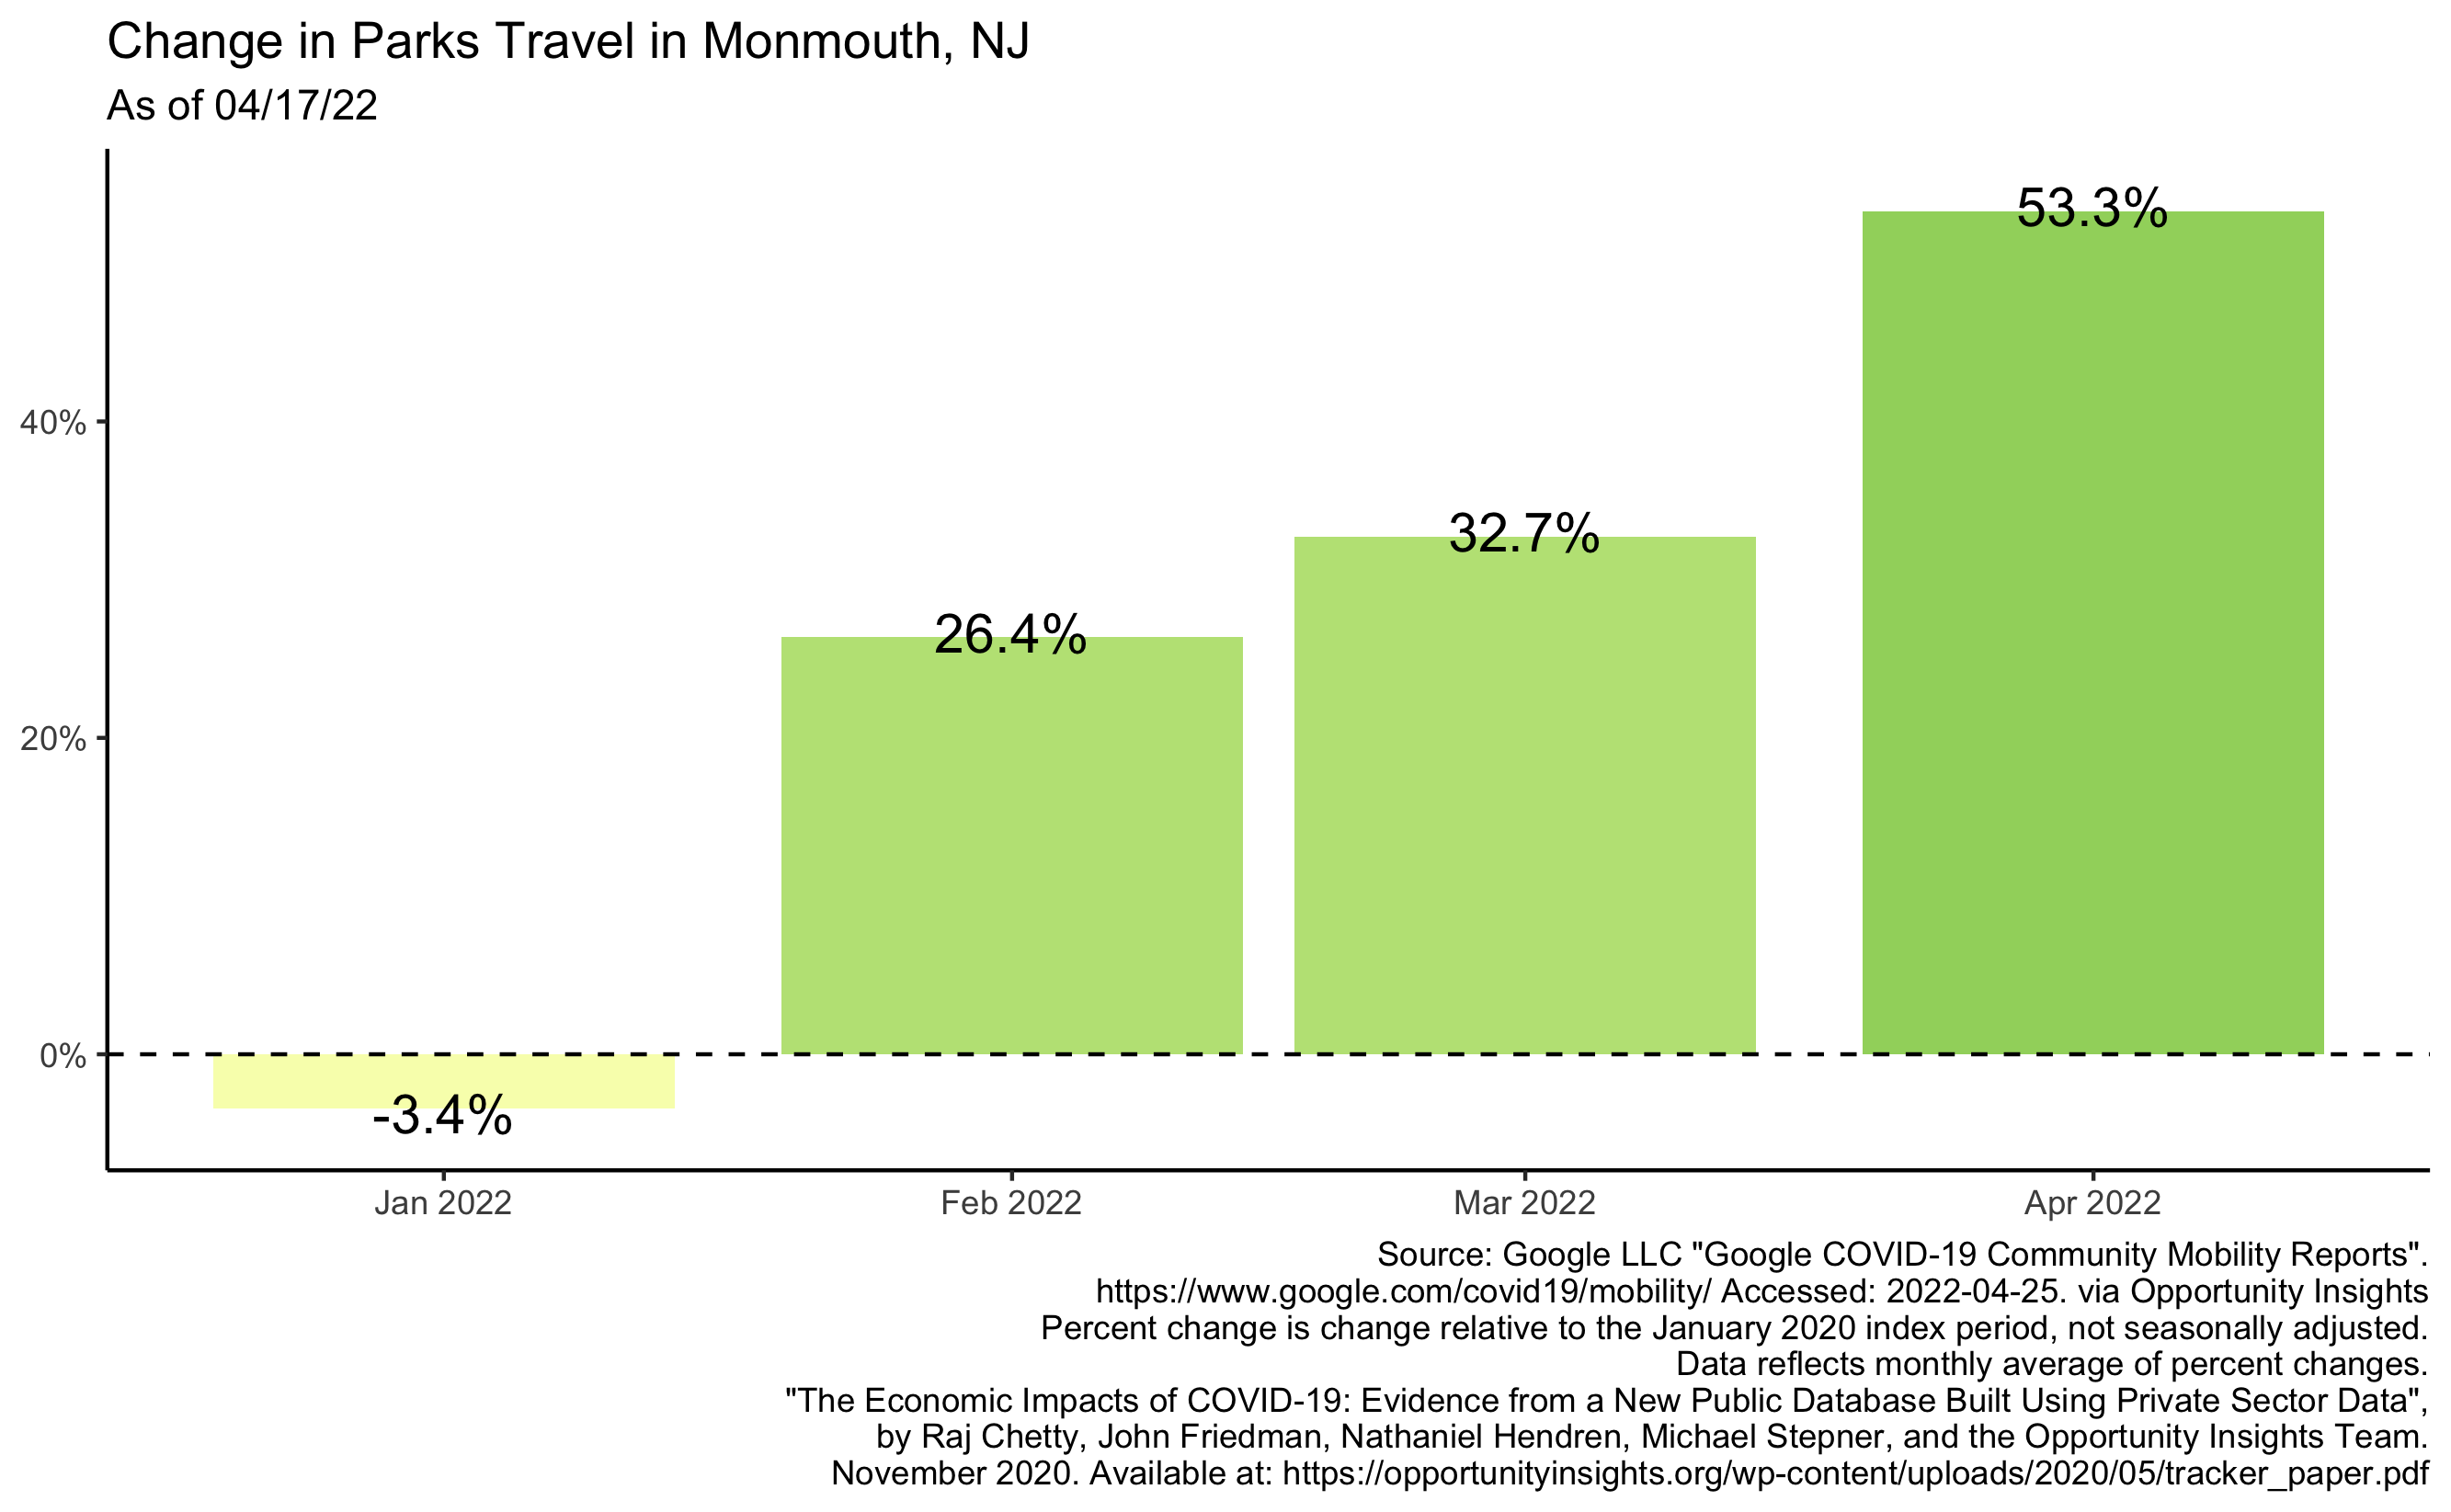 Change in Parks Travel in Monmouth, NJ
As of 04/17/22
53.3%
40%
32.7%
26.4%
20%
0%
-3.4%
Jan 2022 Feb 2022 Mar 2022 Apr 2022
Source: Google LLC "Google COVID-19 Community Mobility Reports".
https://www.google.com/covid19/mobility/ Accessed: 2022-04-25. via Opportunity Insights
Percent change is change relative to the January 2020 index period, not seasonally adjusted.
Data reflects monthly average of percent changes.
"The Economic Impacts of COVID-19: Evidence from a New Public Database Built Using Private Sector Data",
by Raj Chetty, John Friedman, Nathaniel Hendren, Michael Stepner, and the Opportunity Insights Team.
November 2020. Available at: https://opportunityinsights.org/wp-content/uploads/2020/05/tracker_paper.pdf